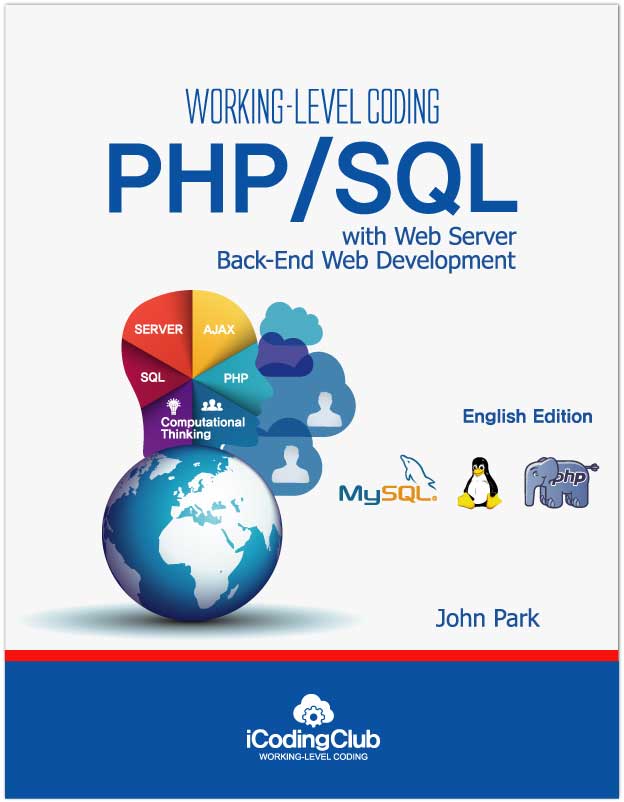 WORKING-LEVEL CODING
PHP/SQL
with Web Server
Back-End Web Development
SERVER
AJAX
SQL
PHP
Computational
Thinking
English Edition
MySQL®
php
John Park
iCodingClub
WORKING-LEVEL CODING